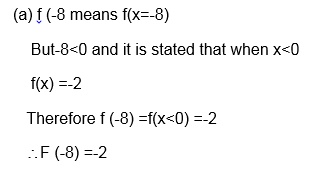 (a) f (-8 means f(x=-8)
But-8<0 and it is stated that when x<0
f(x) =-2
Therefore f (-8) =f(x<0) =-2
∴F (-8) =-2